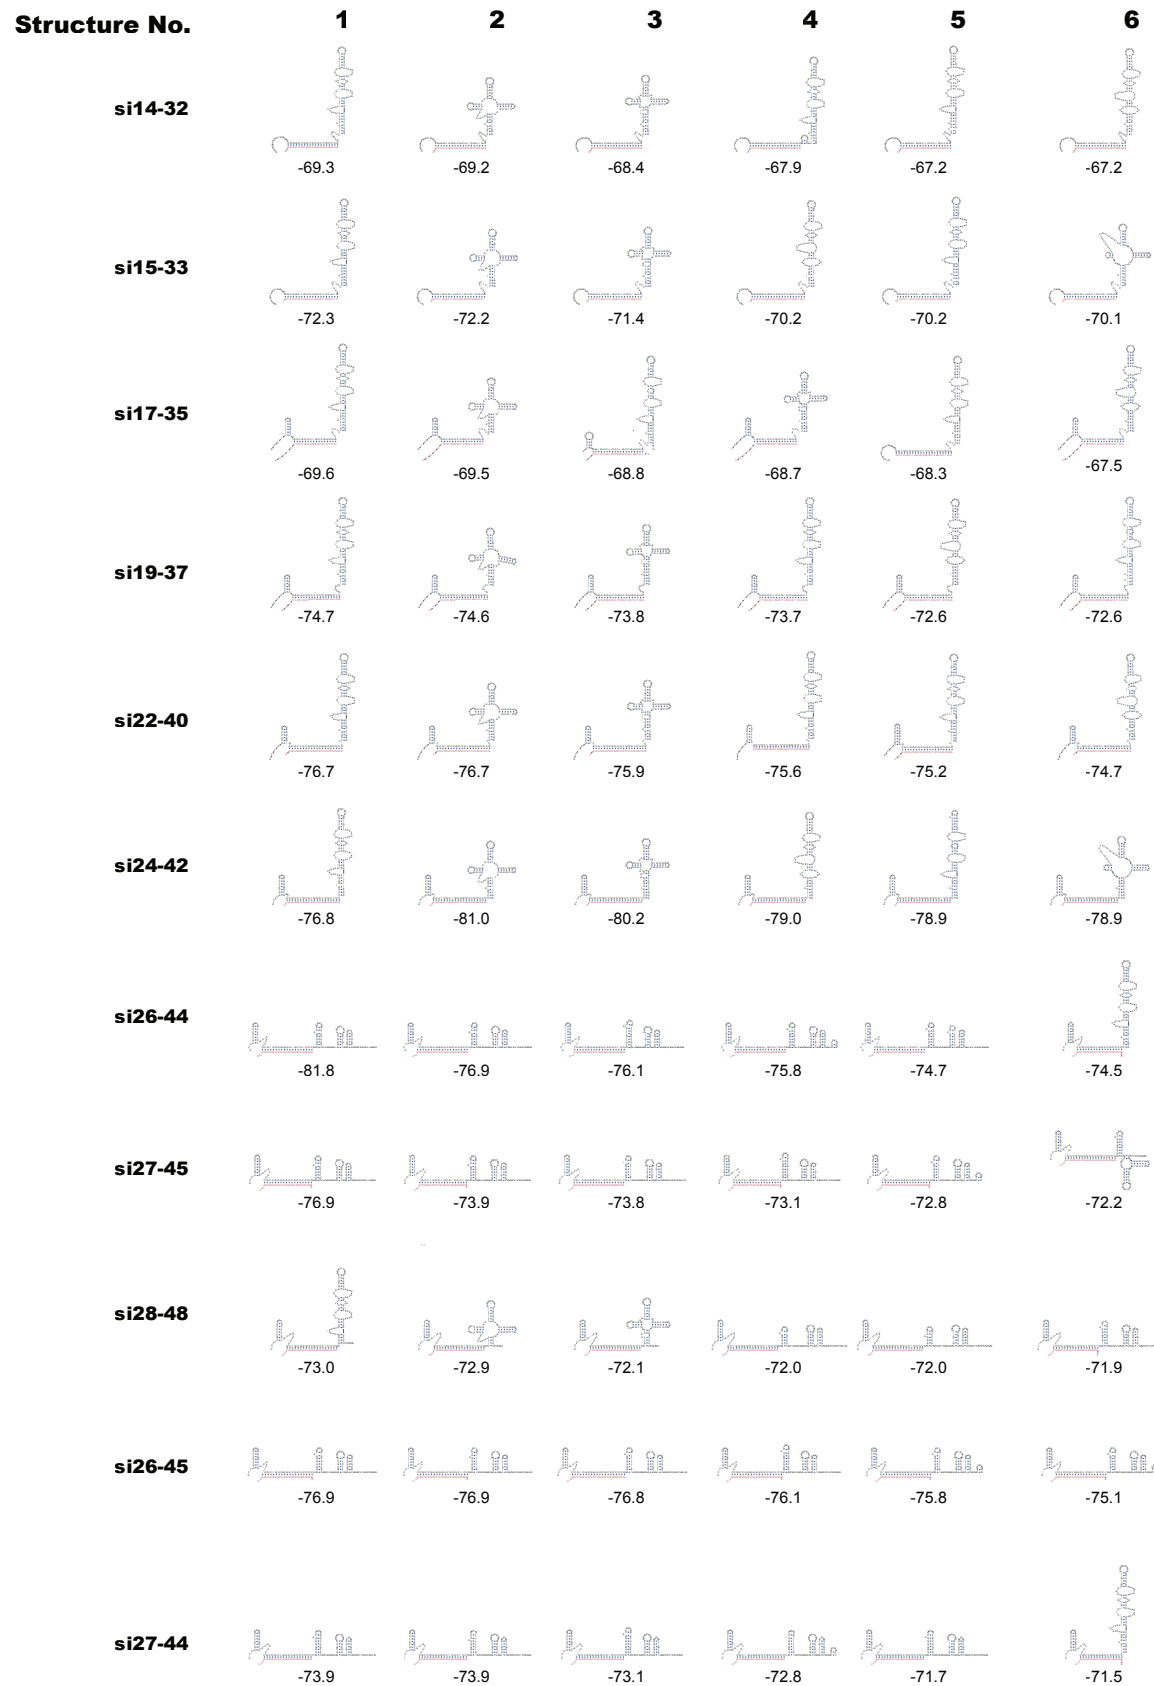 Structure No. 1 2 3 4 5 6
si14-32
-69.3 -69.2 -68.4 -67.9 -67.2 -67.2
si15-33
-72.3 -72.2 -71.4 -70.2 -70.2 -70.1
si17-35
-69.6 -69.5 -68.8 -68.7 -68.3 -67.5
si19-37
-74.7 -74.6 -73.8 -73.7 -72.6 -72.6
si22-40
-76.7 -76.7 -75.9 -75.6 -75.2 -74.7
si24-42
-76.8 -81.0 -80.2 -79.0 -78.9 -78.9
si26-44
-81.8 -76.9 -76.1 -75.8 -74.7 -74.5
si27-45
-76.9 -73.9 -73.8 -73.1 -72.8 -72.2
si28-48
-73.0 -72.9 -72.1 -72.0 -72.0 -71.9
si26-45
-76.9 -76.9 -76.8 -76.1 -75.8 -75.1
si27-44
-73.9 -73.9 -73.1 -72.8 -71.7 -71.5